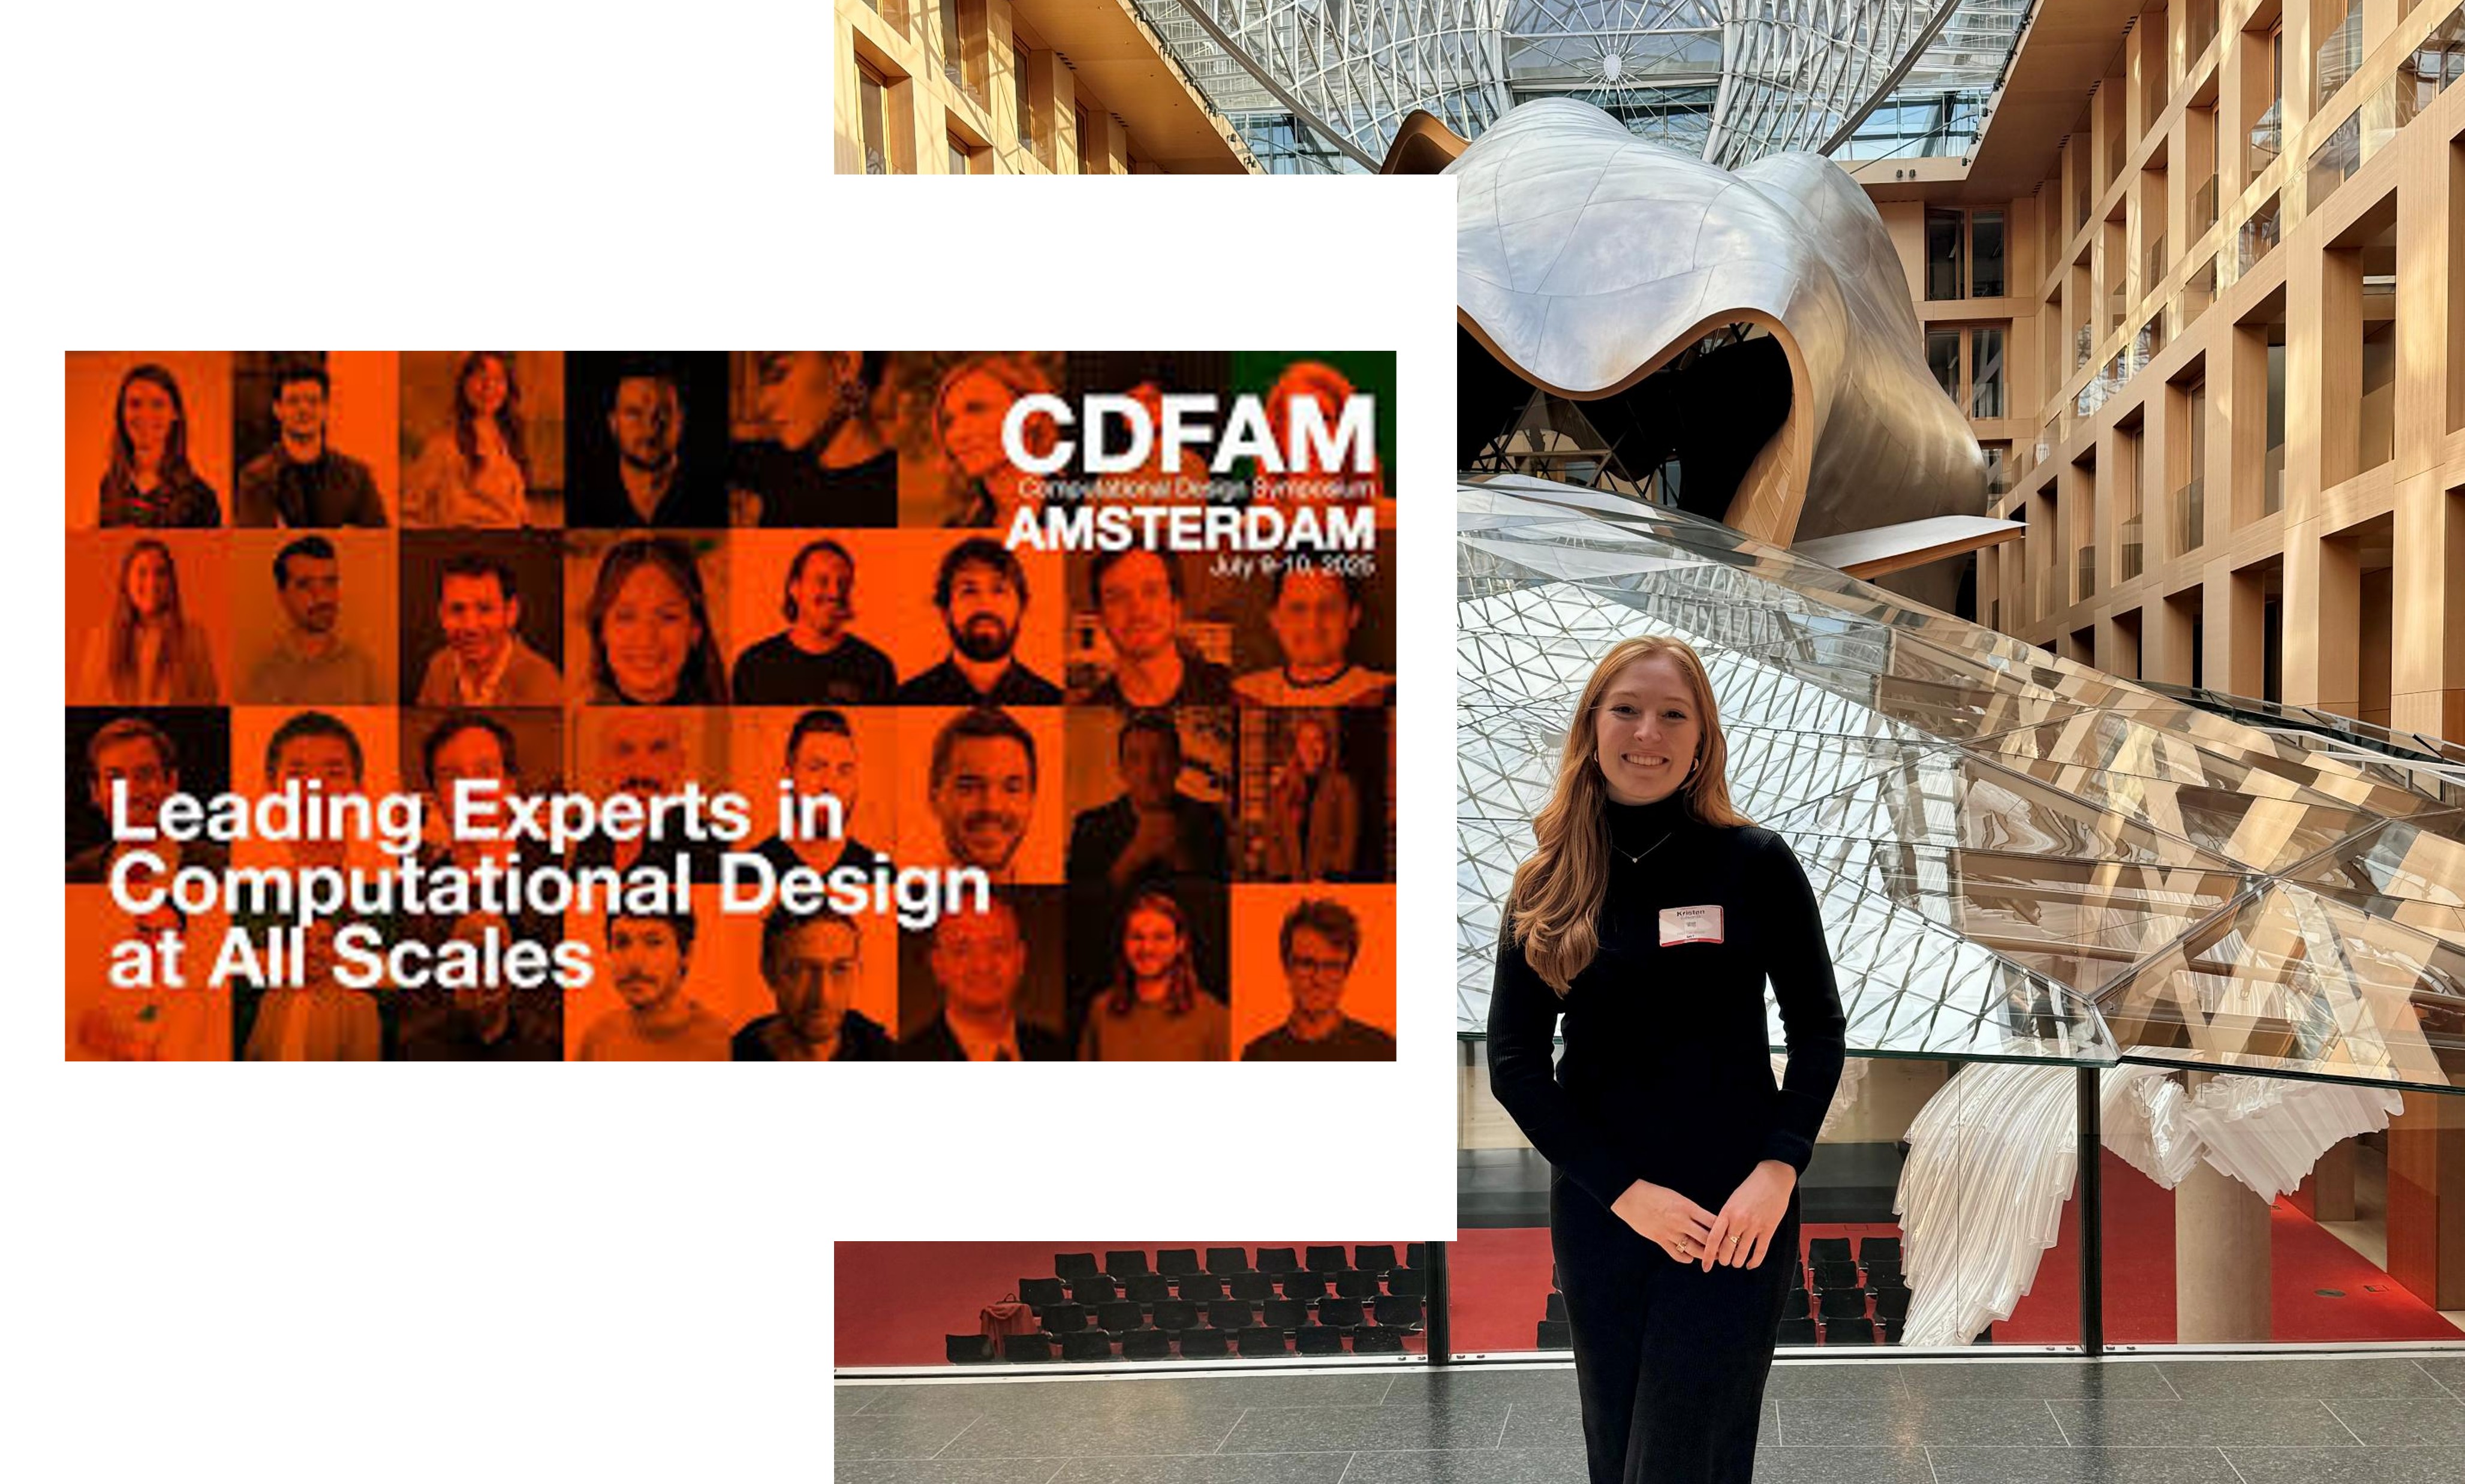 CDFAM
Computational Design Symposium
AMSTERDAM
July 9-10, 2025
Leading Experts in
Computational Design
at All Scales
Kristen